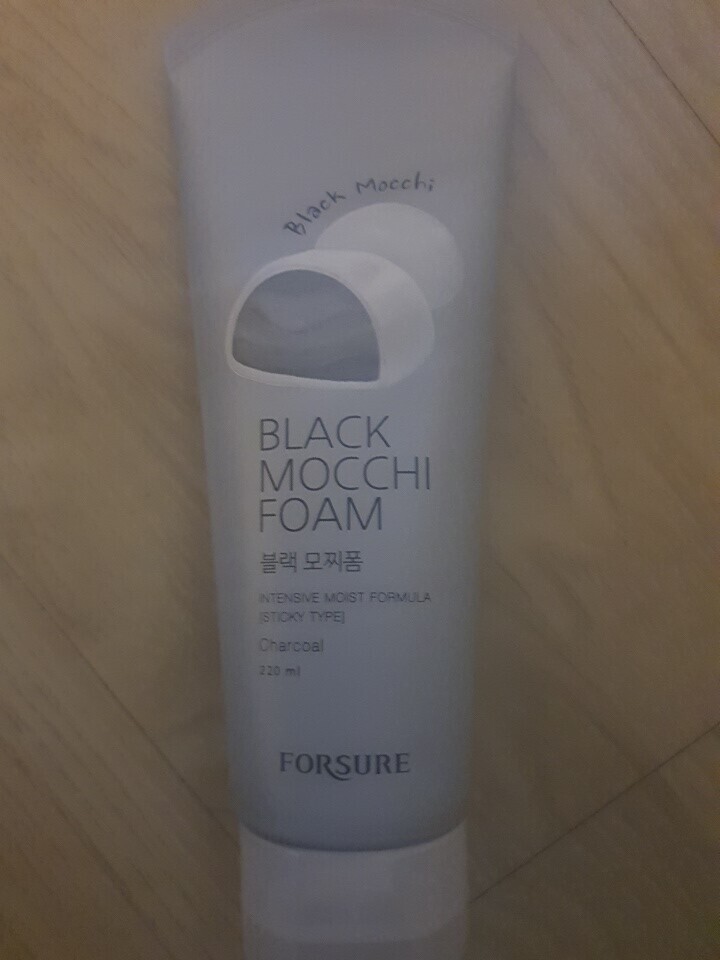 Black Mocchi
BLACK
MOCCHI
FOAM
블랙 모찌폼
INTENSIVE MOIST FORMULA
[STICKY TYPE]
Charcoal
220 ml
FORSURE